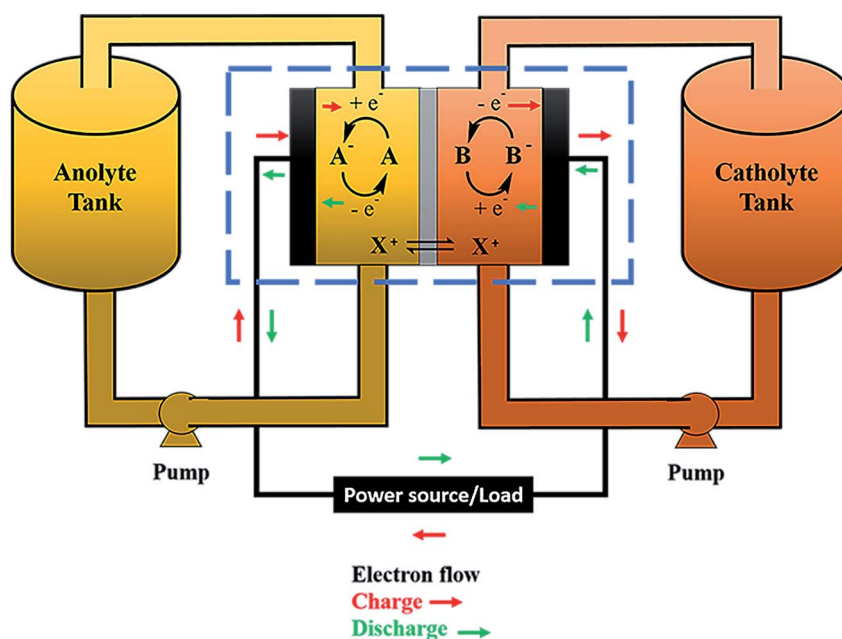 + e⁻
- e⁻
Anolyte
Tank
A⁻ A
B B⁻
Catholyte
Tank
- e⁻
+ e⁻
X⁺ ⇌ X⁺
Pump
Pump
Power source/Load
Electron flow
Charge →
Discharge →